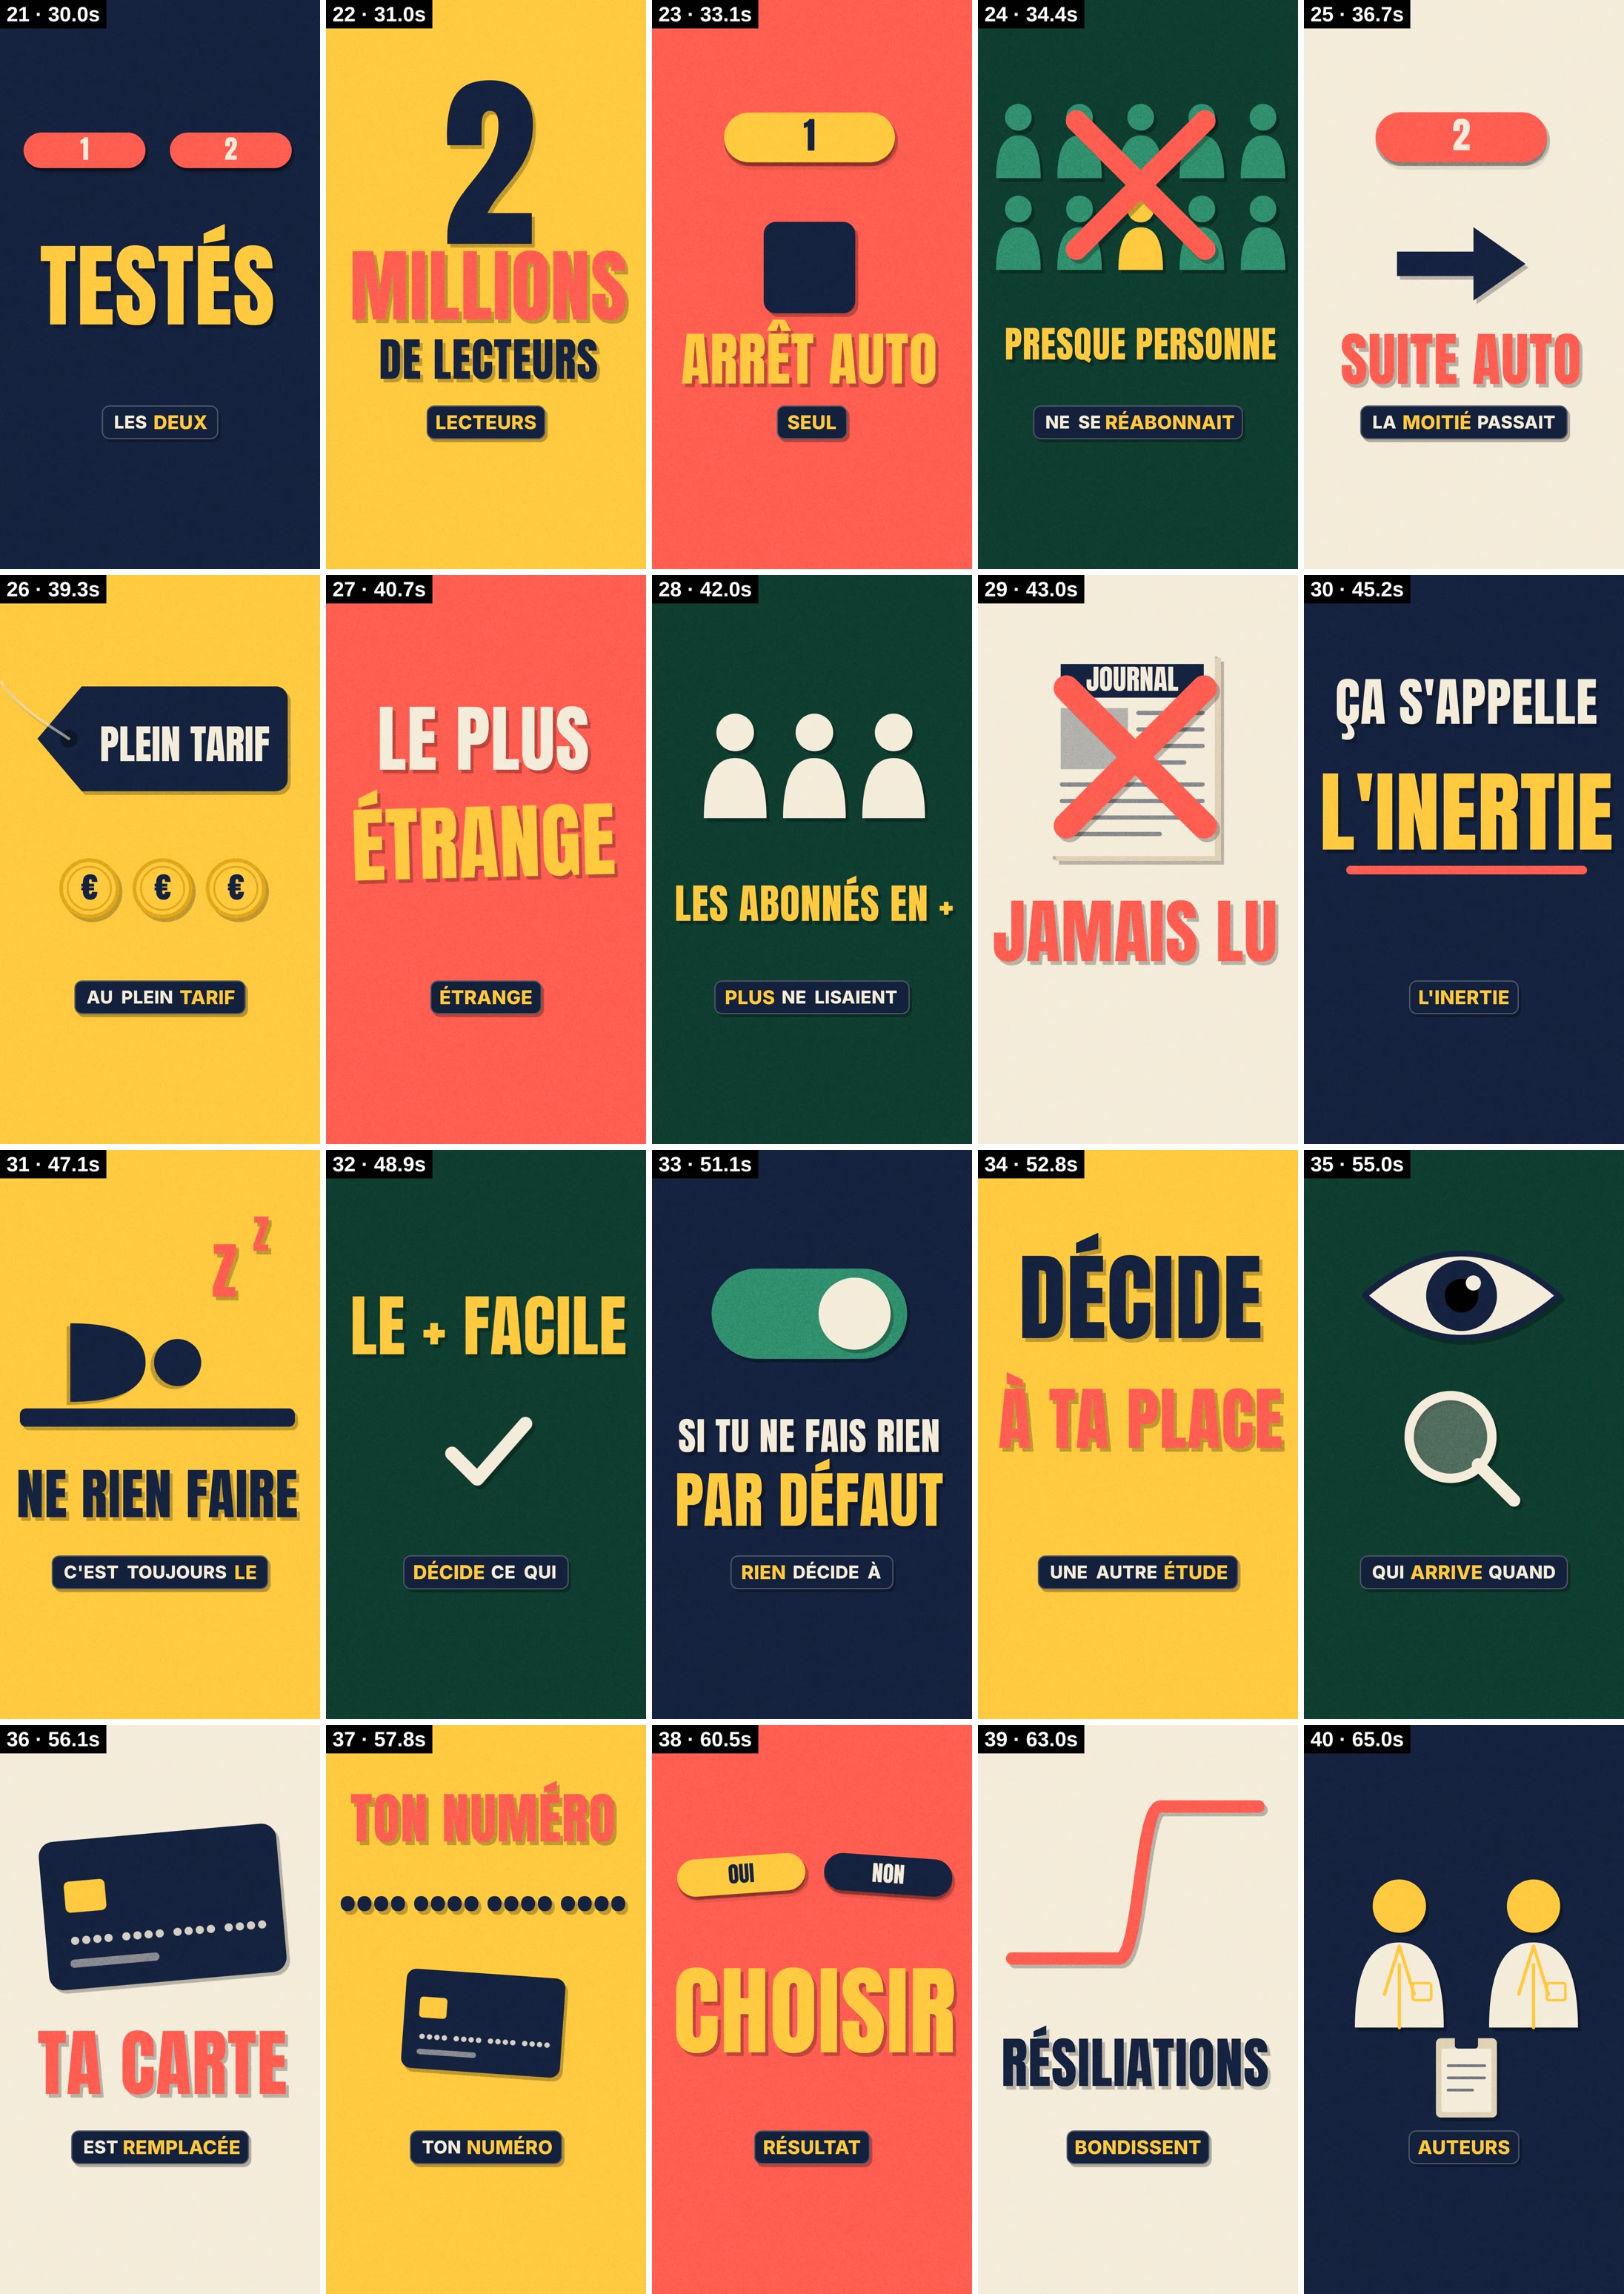 21 · 30.0s
1
2
TESTÉS
LES DEUX
22 · 31.0s
2
MILLIONS
DE LECTEURS
LECTEURS
23 · 33.1s
1
ARRÊT AUTO
SEUL
24 · 34.4s
PRESQUE PERSONNE
NE SE RÉABONNAIT
25 · 36.7s
2
SUITE AUTO
LA MOITIÉ PASSAIT
26 · 39.3s
PLEIN TARIF
€ € €
AU PLEIN TARIF
27 · 40.7s
LE PLUS
ÉTRANGE
ÉTRANGE
28 · 42.0s
LES ABONNÉS EN +
PLUS NE LISAIENT
29 · 43.0s
JOURNAL
JAMAIS LU
30 · 45.2s
ÇA S'APPELLE
L'INERTIE
L'INERTIE
31 · 47.1s
Z
Z
NE RIEN FAIRE
C'EST TOUJOURS LE
32 · 48.9s
LE + FACILE
DÉCIDE CE QUI
33 · 51.1s
SI TU NE FAIS RIEN
PAR DÉFAUT
RIEN DÉCIDE À
34 · 52.8s
DÉCIDE
À TA PLACE
UNE AUTRE ÉTUDE
35 · 55.0s
QUI ARRIVE QUAND
36 · 56.1s
TA CARTE
EST REMPLACÉE
37 · 57.8s
TON NUMÉRO
TON NUMÉRO
38 · 60.5s
OUI
NON
CHOISIR
RÉSULTAT
39 · 63.0s
RÉSILIATIONS
BONDISSENT
40 · 65.0s
AUTEURS